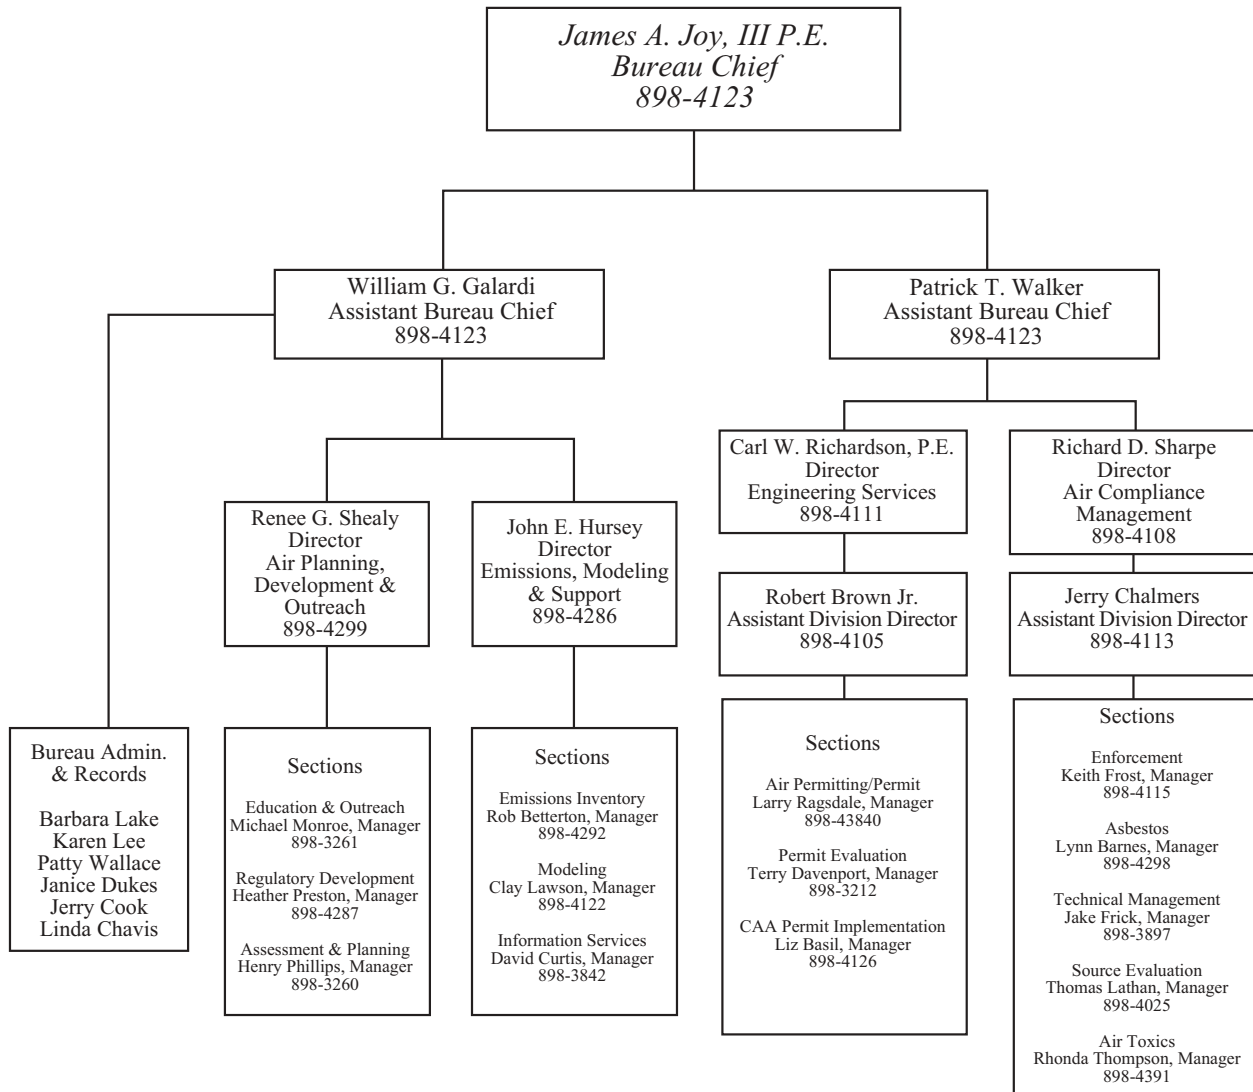 James A. Joy, III P.E.
Bureau Chief
898-4123
William G. Galardi
Assistant Bureau Chief
898-4123
Patrick T. Walker
Assistant Bureau Chief
898-4123
Renee G. Shealy
Director
Air Planning,
Development &
Outreach
898-4299
John E. Hursey
Director
Emissions, Modeling
& Support
898-4286
Carl W. Richardson, P.E.
Director
Engineering Services
898-4111
Richard D. Sharpe
Director
Air Compliance
Management
898-4108
Robert Brown Jr.
Assistant Division Director
898-4105
Jerry Chalmers
Assistant Division Director
898-4113
Bureau Admin.
& Records
Barbara Lake
Karen Lee
Patty Wallace
Janice Dukes
Jerry Cook
Linda Chavis
Sections
Education & Outreach
Michael Monroe, Manager
898-3261
Regulatory Development
Heather Preston, Manager
898-4287
Assessment & Planning
Henry Phillips, Manager
898-3260
Sections
Emissions Inventory
Rob Betterton, Manager
898-4292
Modeling
Clay Lawson, Manager
898-4122
Information Services
David Curtis, Manager
898-3842
Sections
Air Permitting/Permit
Larry Ragsdale, Manager
898-43840
Permit Evaluation
Terry Davenport, Manager
898-3212
CAA Permit Implementation
Liz Basil, Manager
898-4126
Sections
Enforcement
Keith Frost, Manager
898-4115
Asbestos
Lynn Barnes, Manager
898-4298
Technical Management
Jake Frick, Manager
898-3897
Source Evaluation
Thomas Lathan, Manager
898-4025
Air Toxics
Rhonda Thompson, Manager
898-4391